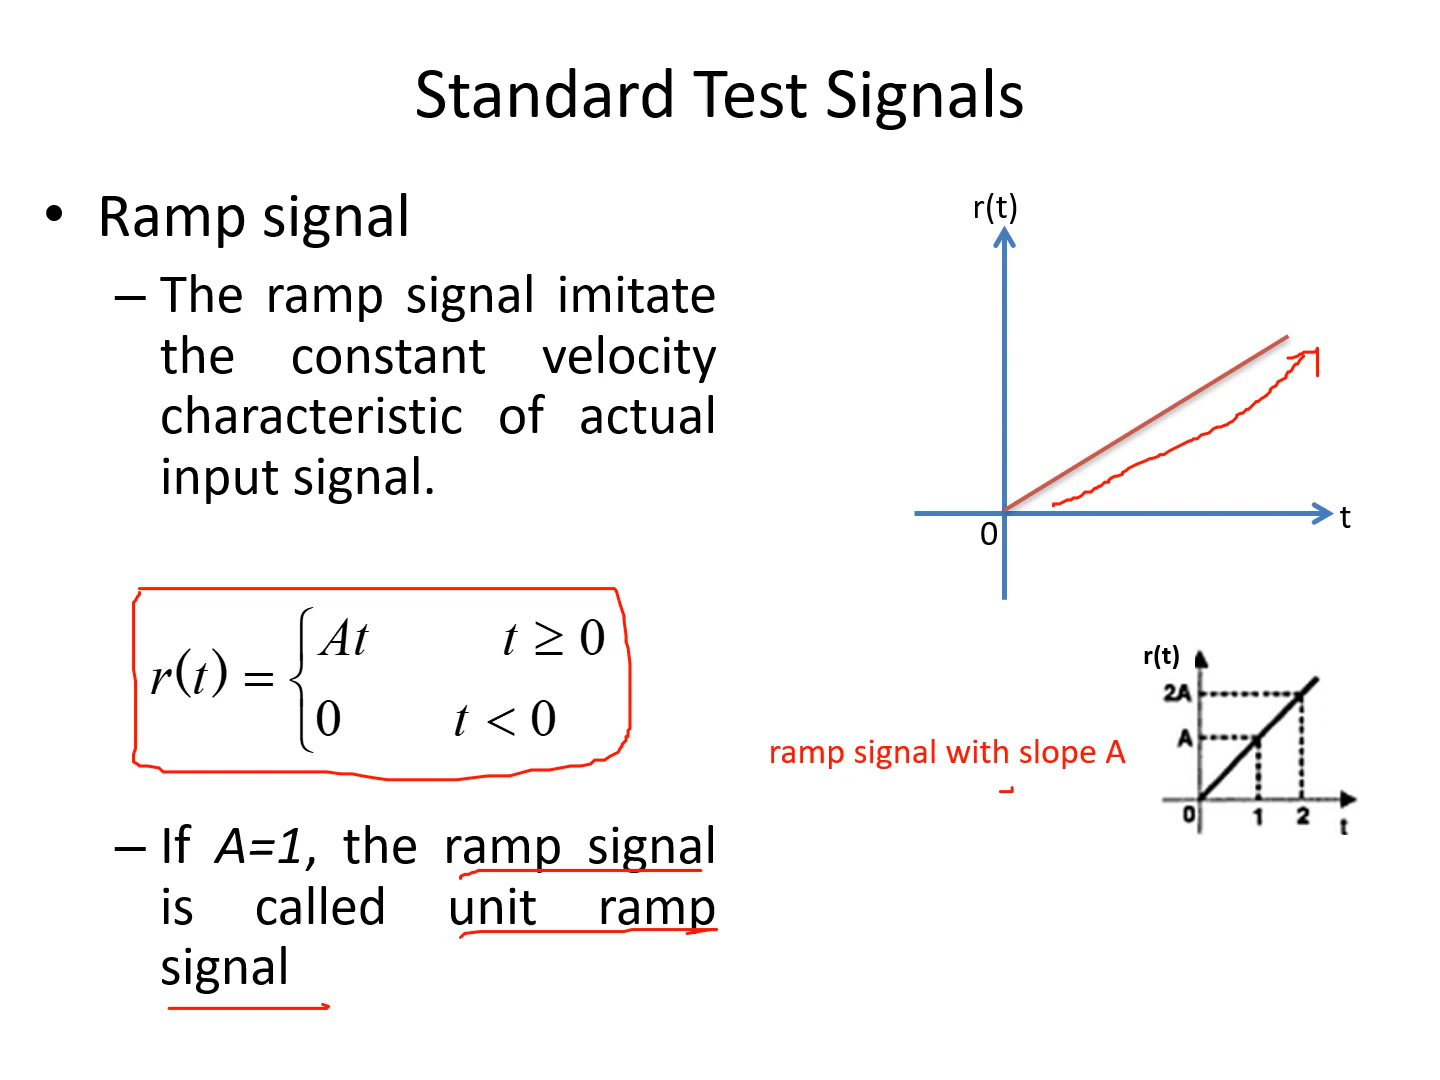 Standard Test Signals
• Ramp signal
– The ramp signal imitate
the constant velocity
characteristic of actual
input signal.
r(t) = { At t ≥ 0
0 t < 0
– If A=1, the ramp signal
is called unit ramp
signal
r(t)
0
t
ramp signal with slope A
r(t)
2A
A
0 1 2
t